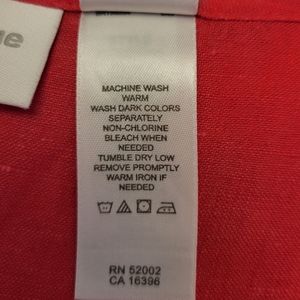 MACHINE WASH
WARM
WASH DARK COLORS
SEPARATELY
NON-CHLORINE
BLEACH WHEN
NEEDED
TUMBLE DRY LOW
REMOVE PROMPTLY
WARM IRON IF
NEEDED
RN 52002
CA 16396